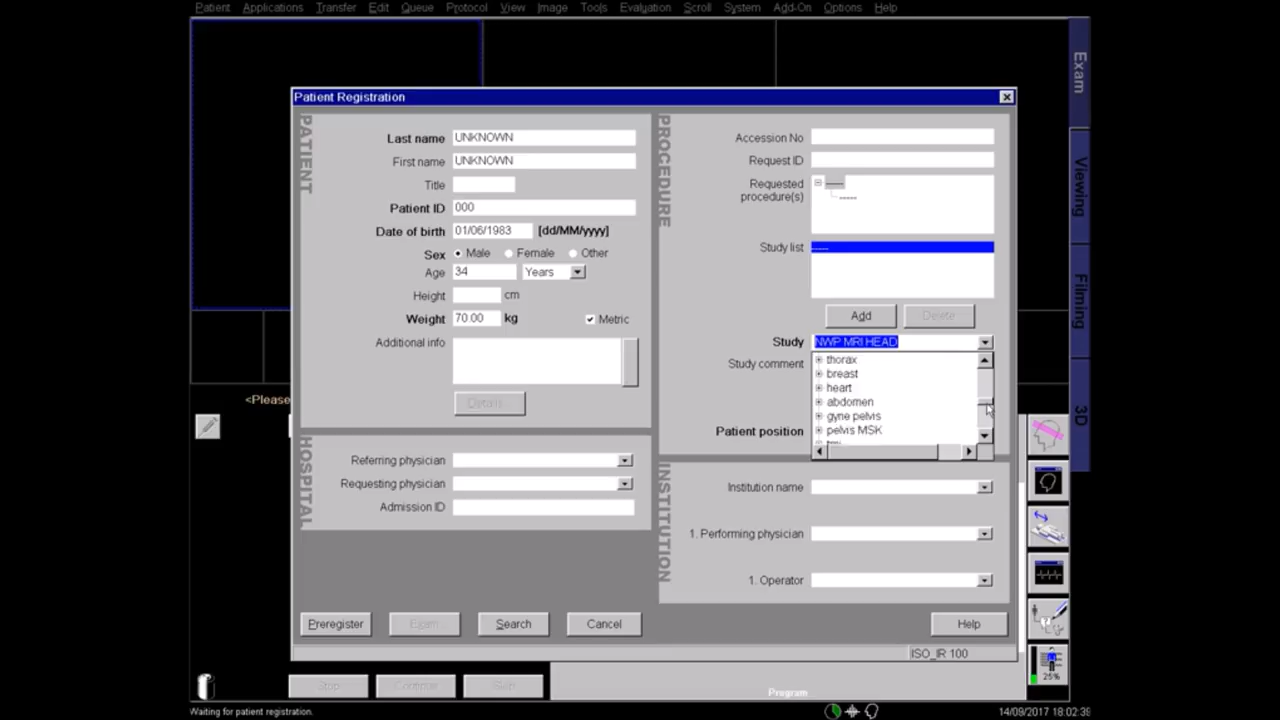 Patient Applications Transfer Edit Queue Protocol View Image Tools Evaluation Scroll System Add-On Options Help
Exam
Viewing
Filming
3D
Patient Registration
PATIENT
Last name UNKNOWN
First name UNKNOWN
Title
Patient ID 000
Date of birth 01/06/1983 [dd/MM/yyyy]
Sex Male Female Other
Age 34 Years
Height cm
Weight 70.00 kg Metric
Additional info
Details...
PROCEDURE
Accession No
Request ID
Requested
procedure(s)
Study list
Add Delete
Study NWP MRI HEAD
Study comment
thorax
breast
heart
abdomen
gyne pelvis
pelvis MSK
Patient position
<Please
HOSPITAL
Referring physician
Requesting physician
Admission ID
INSTITUTION
Institution name
1. Performing physician
1. Operator
Preregister Exam Search Cancel Help
ISO_IR 100
25%
Stop Continue
Program
Waiting for patient registration.
14/09/2017 18:02:39